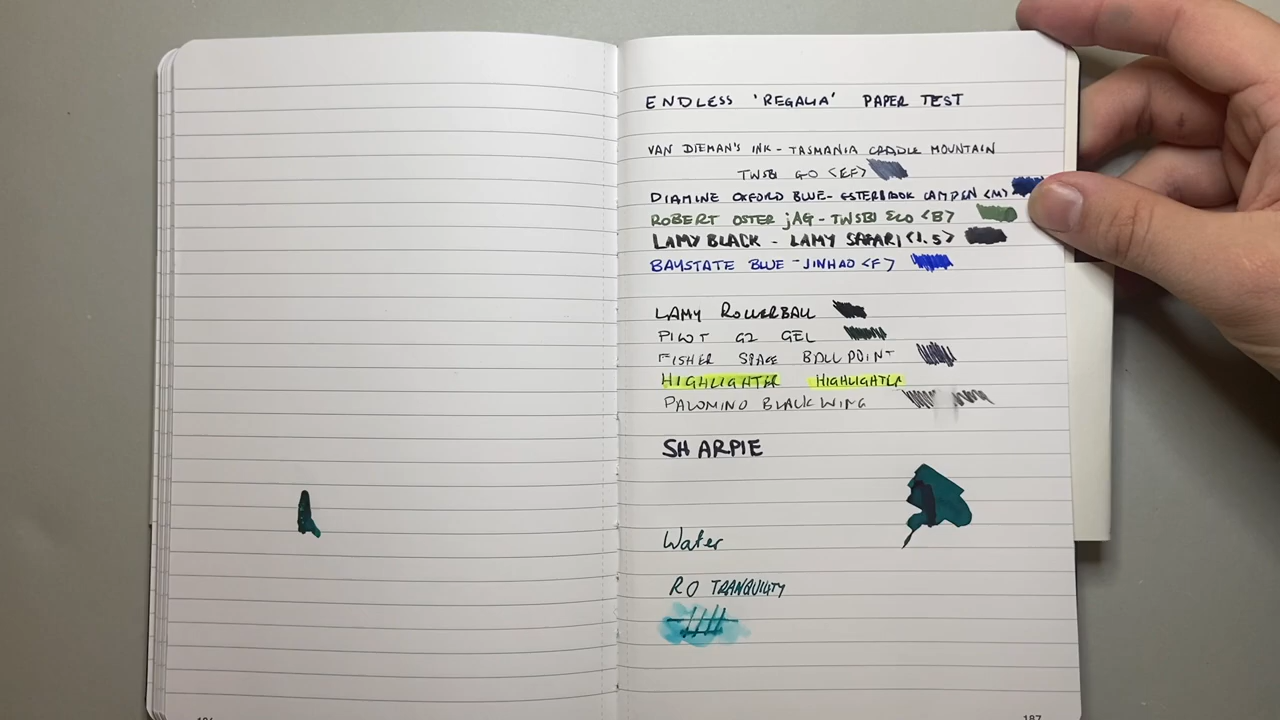 ENDLESS 'REGALIA' PAPER TEST
VAN DIEMAN'S INK - TASMANIA CRADLE MOUNTAIN
TWSBI GO <EF>
DIAMINE OXFORD BLUE - ESTERBROOK CAMDEN <M>
ROBERT OSTER JAG - TWSBI ECO <B>
LAMY BLACK - LAMY SAFARI <1.5>
BAYSTATE BLUE - JINHAO <F>
LAMY ROLLERBALL
PILOT G2 GEL
FISHER SPACE BALLPOINT
HIGHLIGHTER HIGHLIGHTER
PALOMINO BLACKWING
SHARPIE
Water
RO TRANQUILITY
187